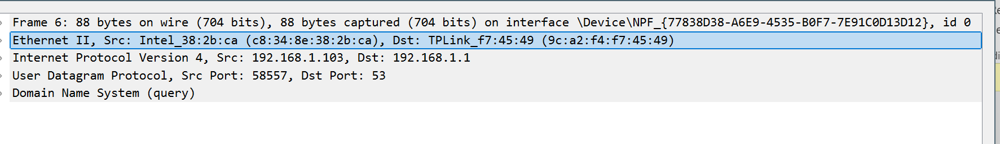 Frame 6: 88 bytes on wire (704 bits), 88 bytes captured (704 bits) on interface \Device\NPF_{77838D38-A6E9-4535-B0F7-7E91C0D13D12}, id 0
Ethernet II, Src: Intel_38:2b:ca (c8:34:8e:38:2b:ca), Dst: TPLink_f7:45:49 (9c:a2:f4:f7:45:49)
Internet Protocol Version 4, Src: 192.168.1.103, Dst: 192.168.1.1
User Datagram Protocol, Src Port: 58557, Dst Port: 53
Domain Name System (query)